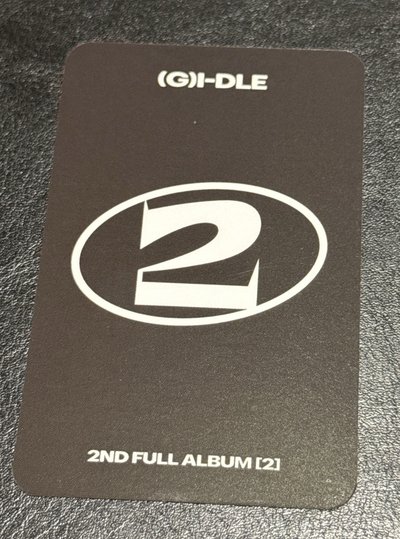 (G)I-DLE
2
2ND FULL ALBUM [2]